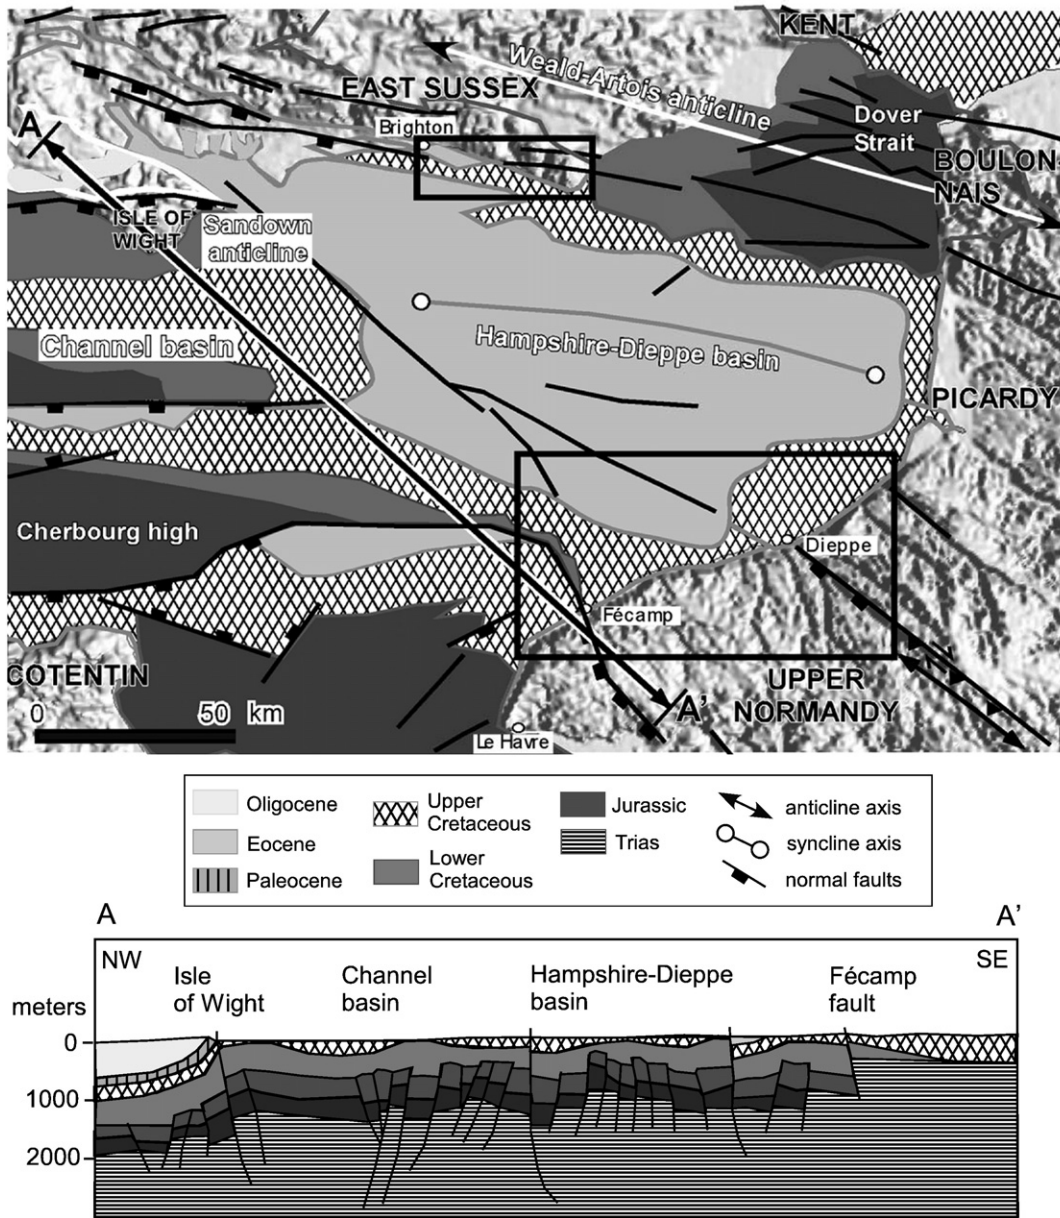 KENT
Weald-Artois anticline
EAST SUSSEX
A
Brighton
Dover
Strait
BOULON
NAIS
ISLE OF
WIGHT
Sandown
anticline
Channel basin
Hampshire-Dieppe basin
PICARDY
Cherbourg high
Dieppe
Fécamp
COTENTIN
0 50 km
UPPER
NORMANDY
A'
Le Havre
Oligocene
Eocene
Paleocene
Upper
Cretaceous
Lower
Cretaceous
Jurassic
Trias
anticline axis
syncline axis
normal faults
A
A'
NW
SE
Isle
of Wight
Channel
basin
Hampshire-Dieppe
basin
Fécamp
fault
meters
0
1000
2000